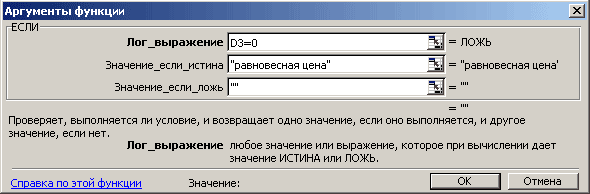 Аргументы функции
ЕСЛИ
Лог_выражение D3=0 = ЛОЖЬ
Значение_если_истина "равновесная цена" = "равновесная цена'
Значение_если_ложь "" = ""
= ""
Проверяет, выполняется ли условие, и возвращает одно значение, если оно выполняется, и другое
значение, если нет.
Лог_выражение любое значение или выражение, которое при вычислении дает
значение ИСТИНА или ЛОЖЬ.
Справка по этой функции Значение: ОК Отмена